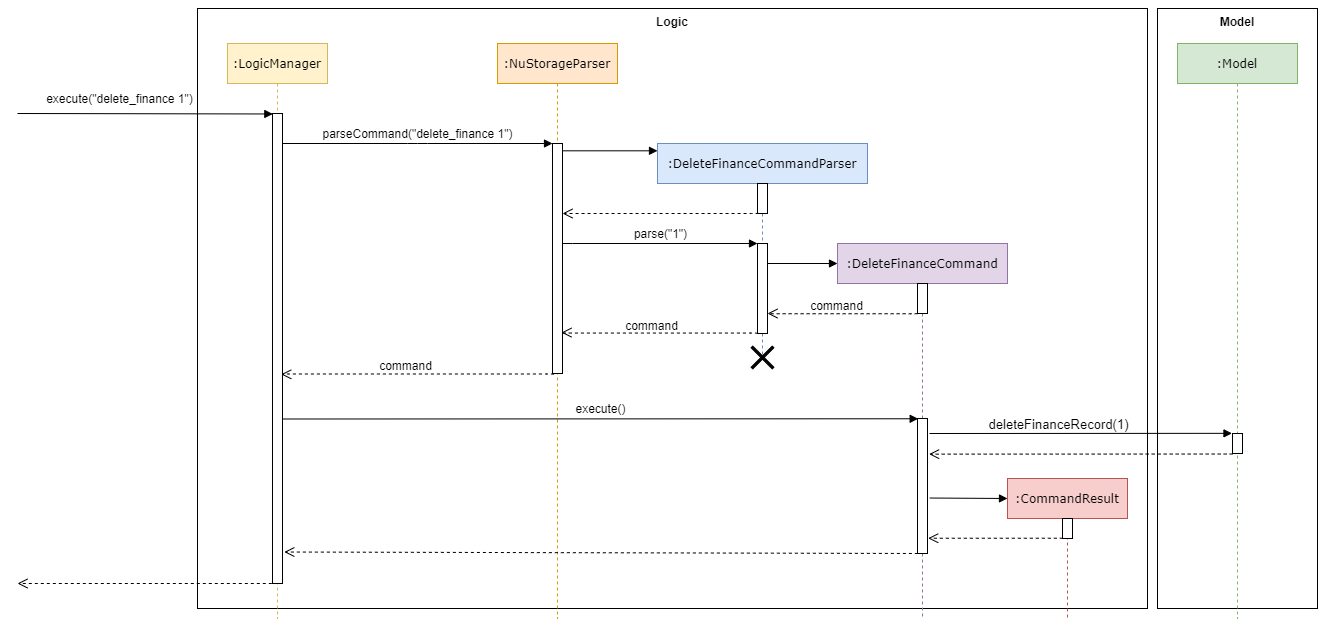 Logic
Model
:LogicManager
:NuStorageParser
:Model
execute("delete_finance 1")
parseCommand("delete_finance 1")
:DeleteFinanceCommandParser
parse("1")
:DeleteFinanceCommand
command
command
command
execute()
deleteFinanceRecord(1)
:CommandResult